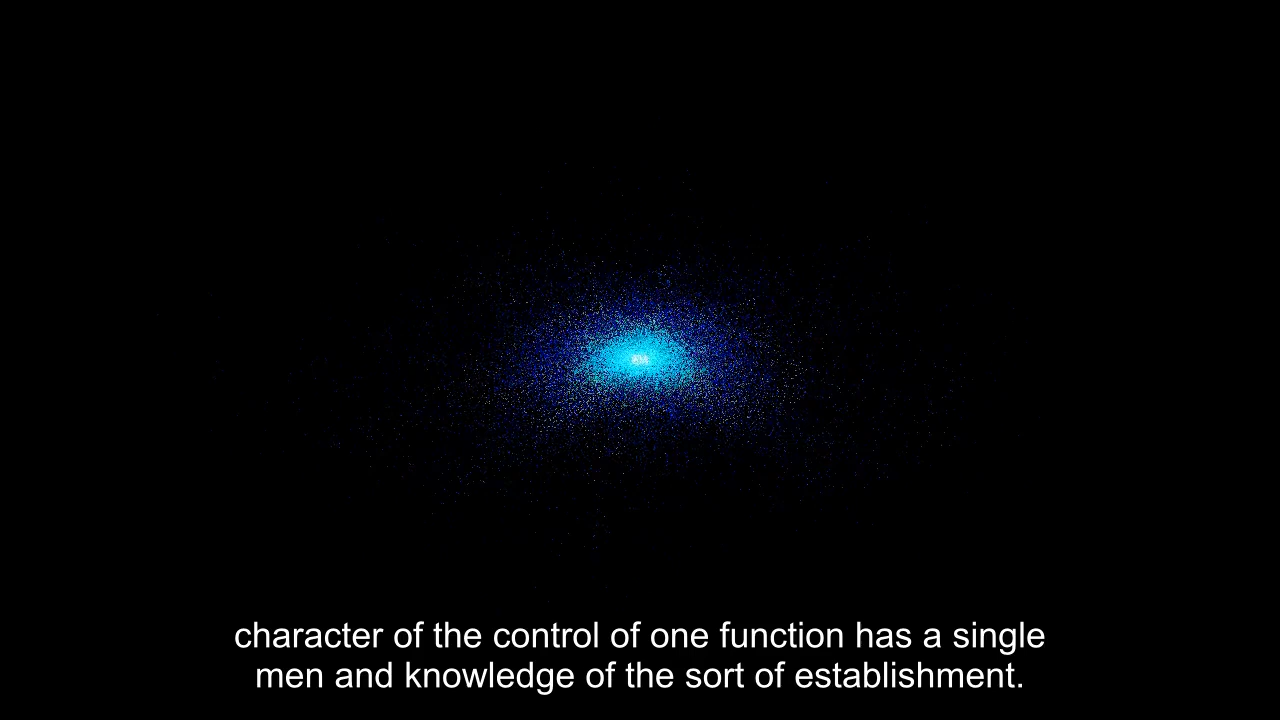 character of the control of one function has a single
men and knowledge of the sort of establishment.